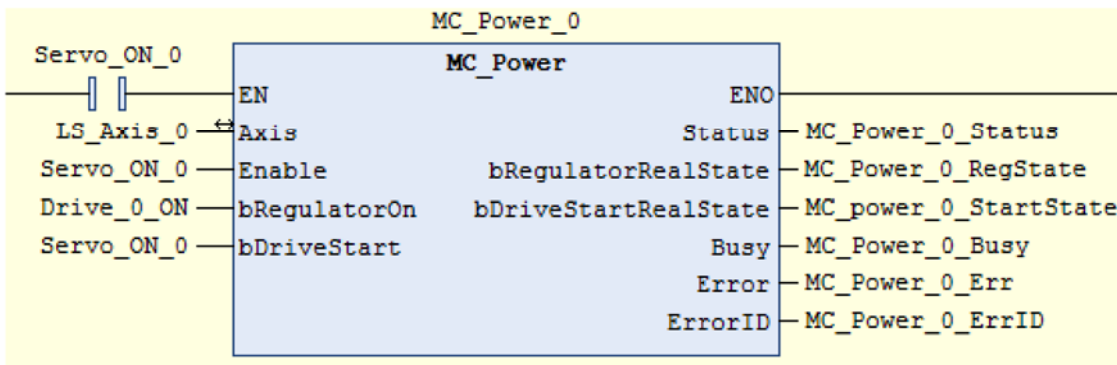 MC_Power_0
Servo_ON_0
MC_Power
EN ENO
LS_Axis_0 Axis Status MC_Power_0_Status
Servo_ON_0 Enable bRegulatorRealState MC_Power_0_RegState
Drive_0_ON bRegulatorOn bDriveStartRealState MC_power_0_StartState
Servo_ON_0 bDriveStart Busy MC_Power_0_Busy
Error MC_Power_0_Err
ErrorID MC_Power_0_ErrID